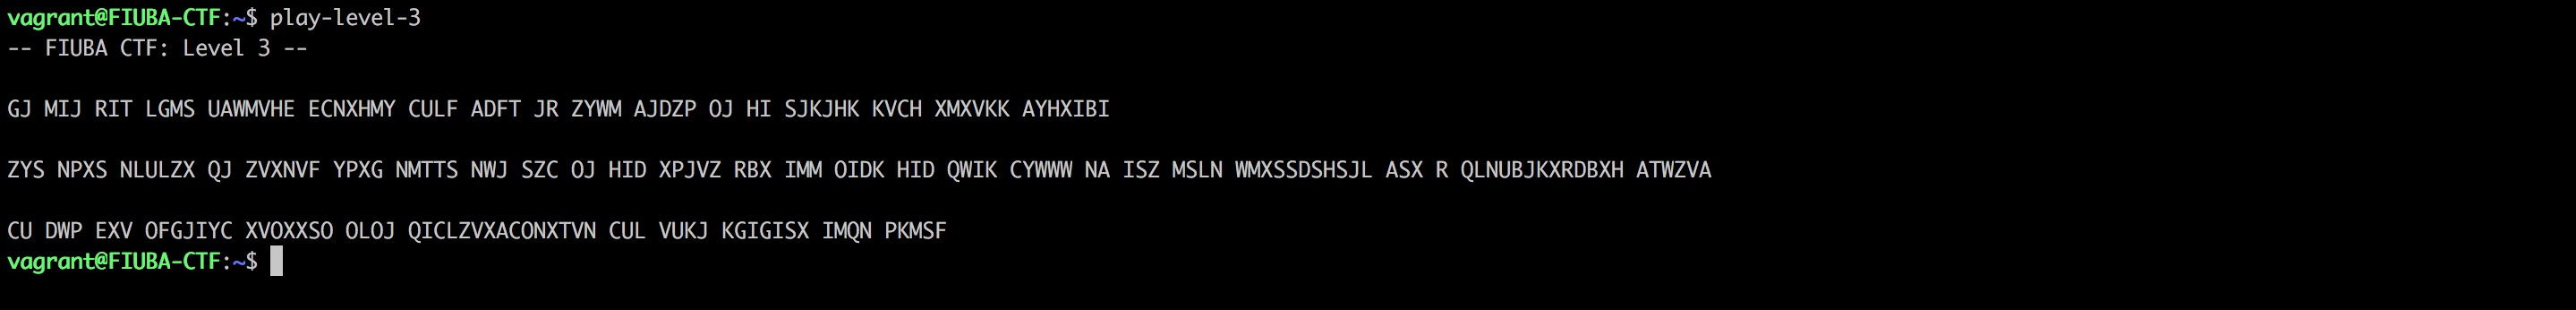 vagrant@FIUBA-CTF:~$ play-level-3
-- FIUBA CTF: Level 3 --
GJ MIJ RIT LGMS UAWMVHE ECNXHMY CULF ADFT JR ZYWM AJDZP OJ HI SJKJHK KVCH XMXVKK AYHXIBI
ZYS NPXS NLULZX QJ ZVXNVF YPXG NMTTS NWJ SZC OJ HID XPJVZ RBX IMM OIDK HID QWIK CYWWW NA ISZ MSLN WMXSSDSHSJL ASX R QLNUBJKXRDBXH ATWZVA
CU DWP EXV OFGJIYC XVOXXSO OLOJ QICLZVXACONXTVN CUL VUKJ KGIGISX IMQN PKMSF
vagrant@FIUBA-CTF:~$